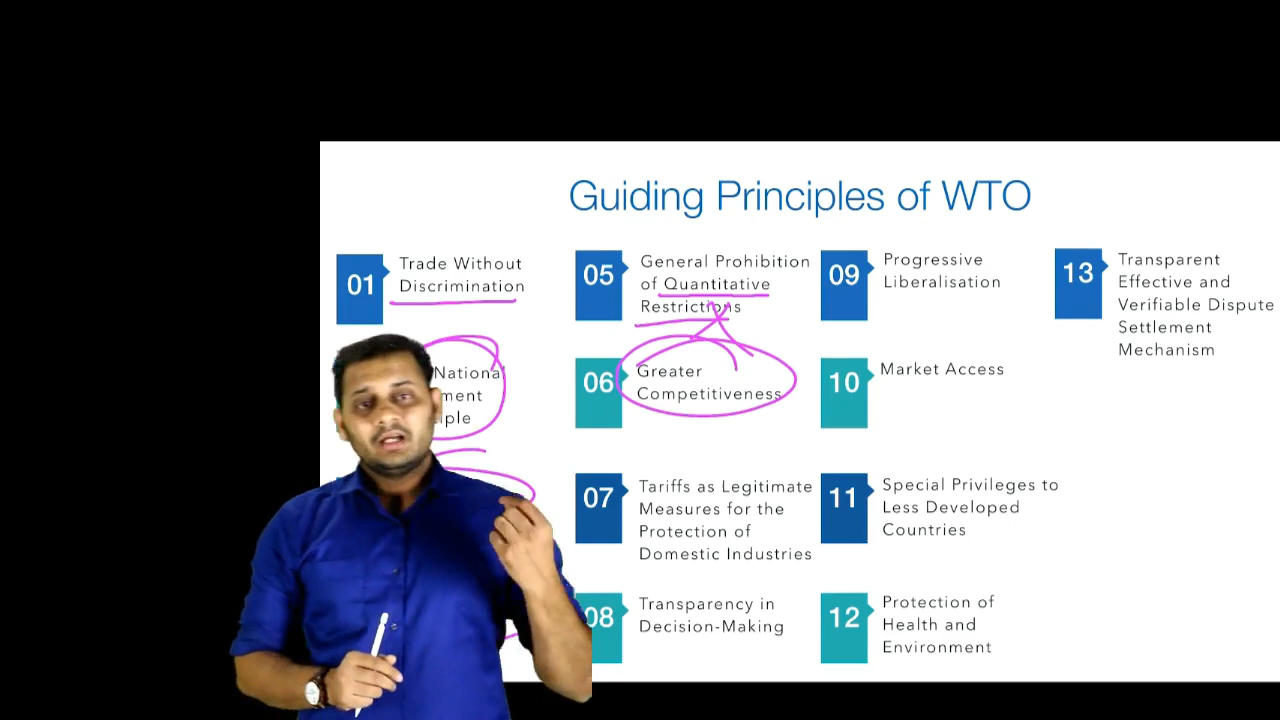 Guiding Principles of WTO
01
Trade Without
Discrimination
National
05
General Prohibition
of Quantitative
Restrictions
06
Greater
Competitiveness
07
Tariffs as Legitimate
Measures for the
Protection of
Domestic Industries
08
Transparency in
Decision-Making
09
Progressive
Liberalisation
10
Market Access
11
Special Privileges to
Less Developed
Countries
12
Protection of
Health and
Environment
13
Transparent
Effective and
Verifiable Dispute
Settlement
Mechanism